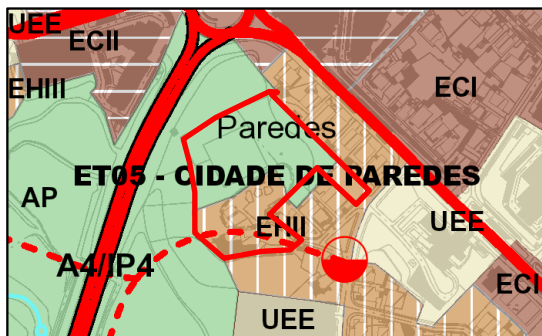 UEE
ECII
EHIII
ECI
Paredes
ET05 - CIDADE DE PAREDES
AP
EHII
UEE
A4/IP4
ECI
UEE